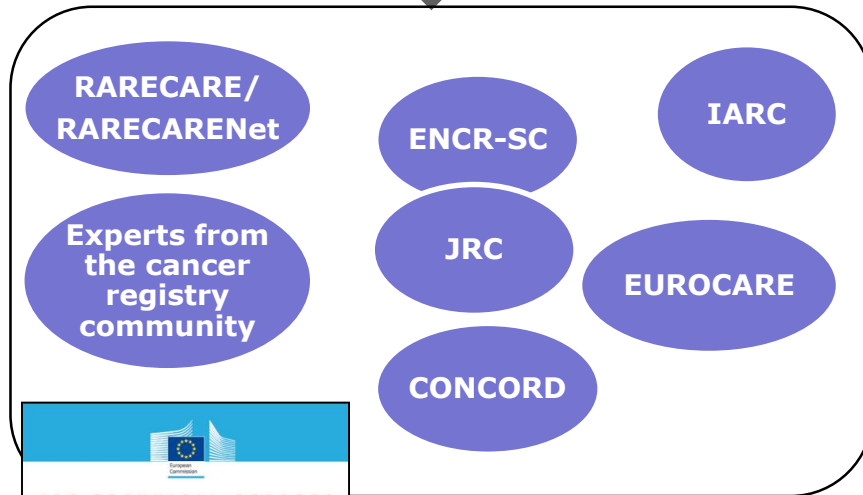 RARECARE/
RARECARENet
ENCR-SC
IARC
Experts from
the cancer
registry
community
JRC
EUROCARE
CONCORD
European
Commission